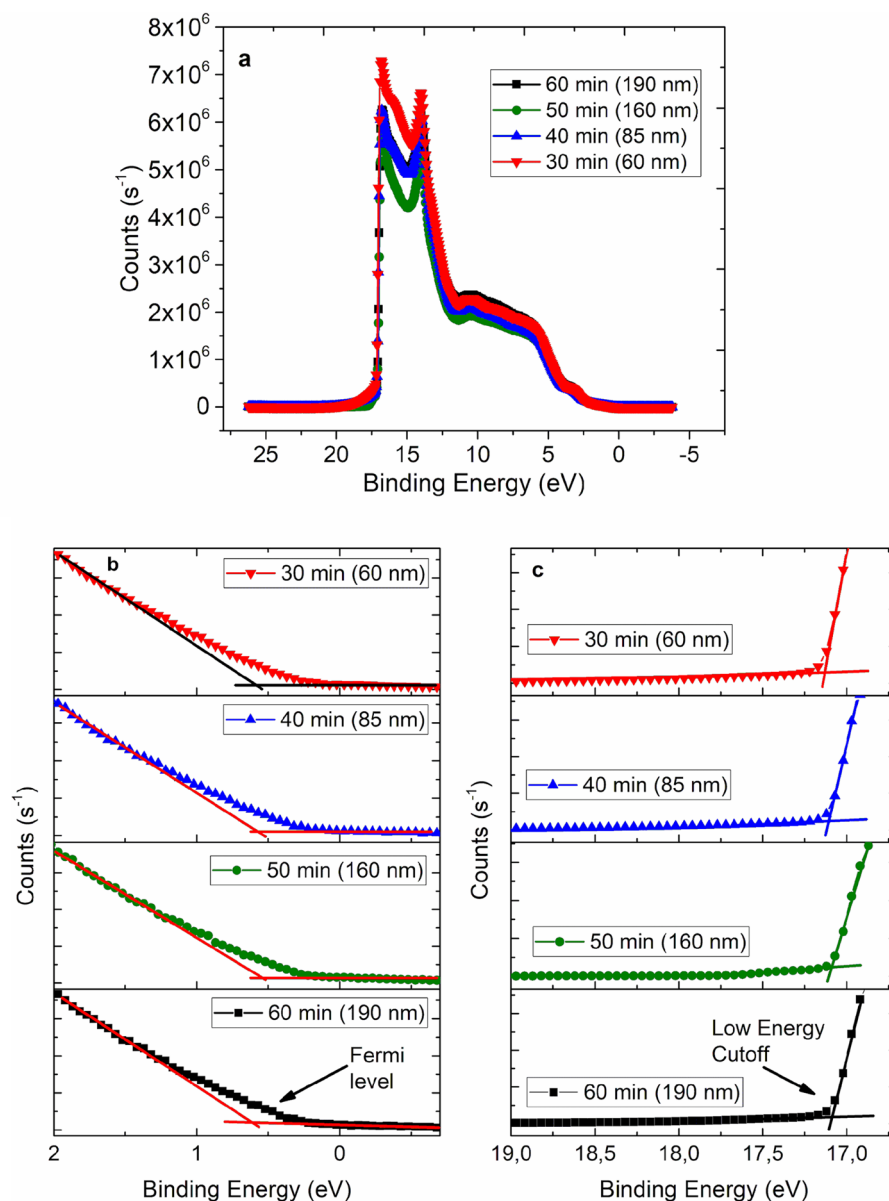 a
8x10⁶
7x10⁶
6x10⁶
5x10⁶
4x10⁶
3x10⁶
2x10⁶
1x10⁶
0
Counts (s⁻¹)
60 min (190 nm)
50 min (160 nm)
40 min (85 nm)
30 min (60 nm)
25 20 15 10 5 0 -5
Binding Energy (eV)
b
30 min (60 nm)
40 min (85 nm)
50 min (160 nm)
60 min (190 nm)
Fermi
level
Counts (s⁻¹)
2 1 0
Binding Energy (eV)
c
30 min (60 nm)
40 min (85 nm)
50 min (160 nm)
Low Energy
Cutoff
60 min (190 nm)
Counts (s⁻¹)
19,0 18,5 18,0 17,5 17,0
Binding Energy (eV)